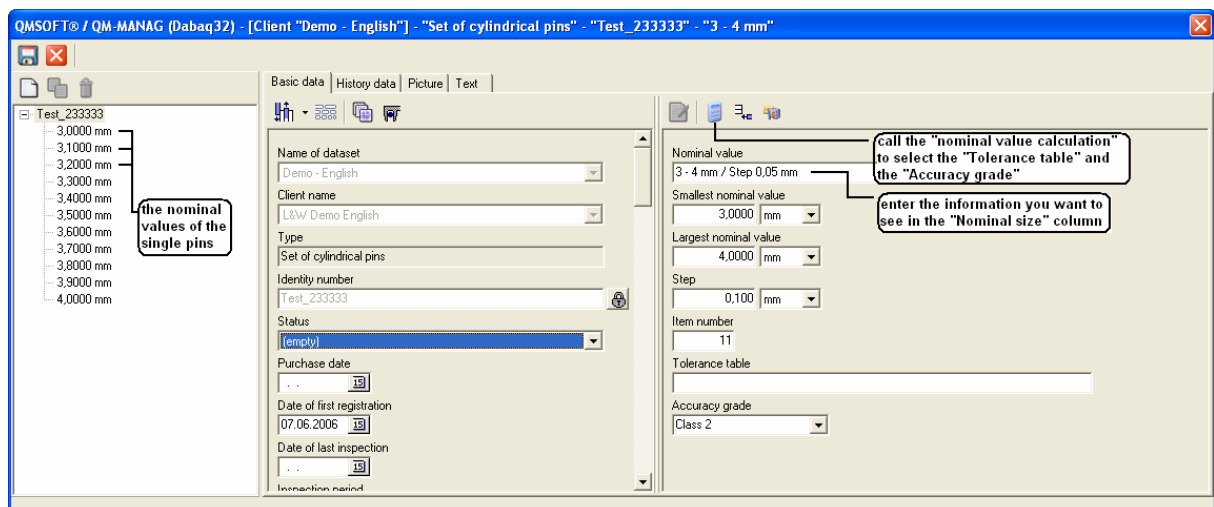 QMSOFT® / QM-MANAG (Dabaq32) - [Client "Demo - English"] - "Set of cylindrical pins" - "Test_233333" - "3 - 4 mm"
Test_233333
3,0000 mm
3,1000 mm
3,2000 mm
3,3000 mm
3,4000 mm
3,5000 mm
3,6000 mm
3,7000 mm
3,8000 mm
3,9000 mm
4,0000 mm
the nominal
values of the
single pins
Basic data History data Picture Text
Name of dataset
Demo - English
Client name
L&W Demo English
Type
Set of cylindrical pins
Identity number
Test_233333
Status
(empty)
Purchase date
. .
15
Date of first registration
07.06.2006
15
Date of last inspection
. .
15
Inspection period
Nominal value
3 - 4 mm / Step 0,05 mm
Smallest nominal value
3,0000 mm
Largest nominal value
4,0000 mm
Step
0,100 mm
Item number
11
Tolerance table
Accuracy grade
Class 2
call the "nominal value calculation"
to select the "Tolerance table" and
the "Accuracy grade"
enter the information you want to
see in the "Nominal size" column